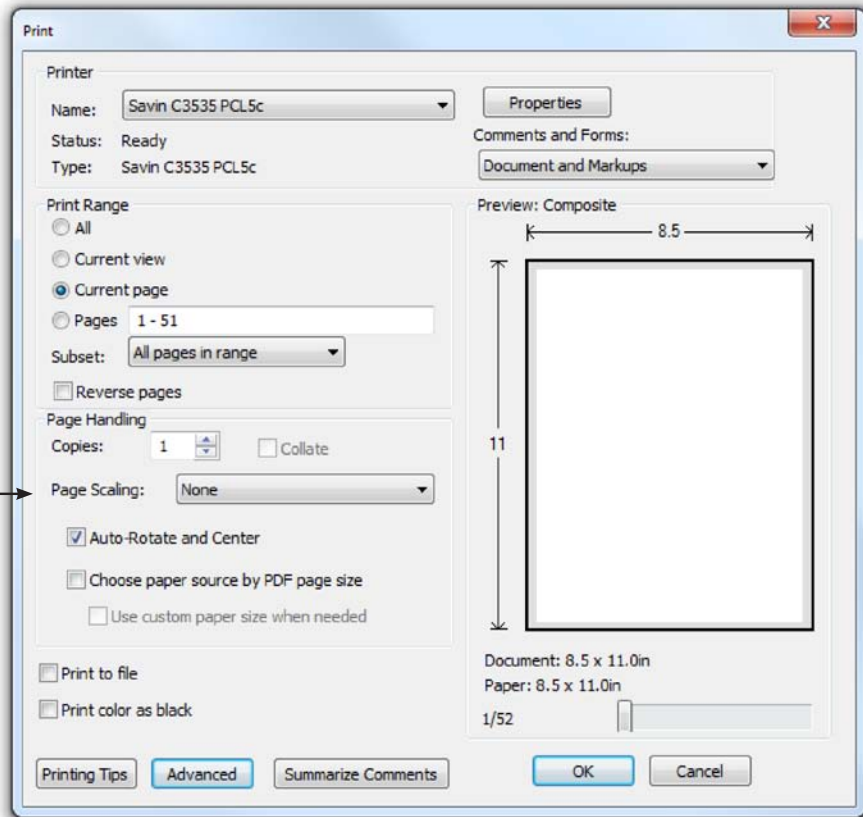 Print
Printer
Name: Savin C3535 PCL5c Properties
Status: Ready Comments and Forms:
Type: Savin C3535 PCL5c Document and Markups
Print Range
All
Current view
Current page
Pages 1 - 51
Subset: All pages in range
Reverse pages
Page Handling
Copies: 1 Collate
Page Scaling: None
Auto-Rotate and Center
Choose paper source by PDF page size
Use custom paper size when needed
Print to file
Print color as black
Preview: Composite
8.5
11
Document: 8.5 x 11.0in
Paper: 8.5 x 11.0in
1/52
Printing Tips Advanced Summarize Comments OK Cancel